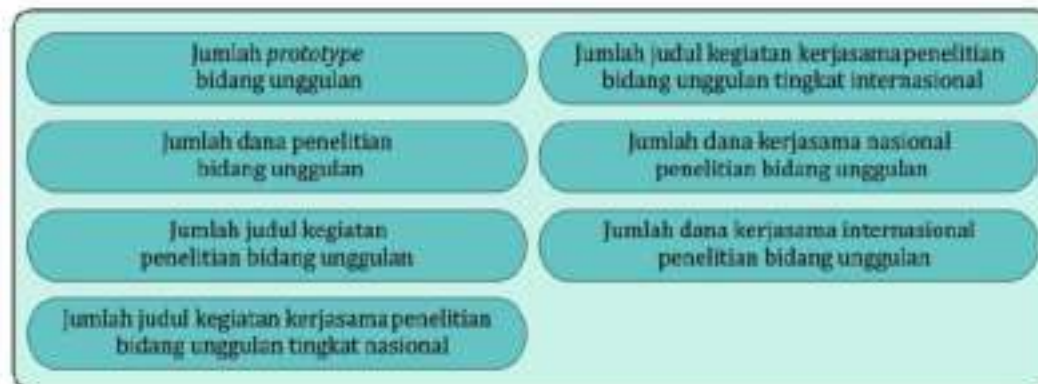 Jumlah prototype
bidang unggulan
Jumlah dana penelitian
bidang unggulan
Jumlah judul kegiatan
penelitian bidang unggulan
Jumlah judul kegiatan kerjasama penelitian
bidang unggulan tingkat nasional
Jumlah judul kegiatan kerjasama penelitian
bidang unggulan tingkat internasional
Jumlah dana kerjasama nasional
penelitian bidang unggulan
Jumlah dana kerjasama internasional
penelitian bidang unggulan